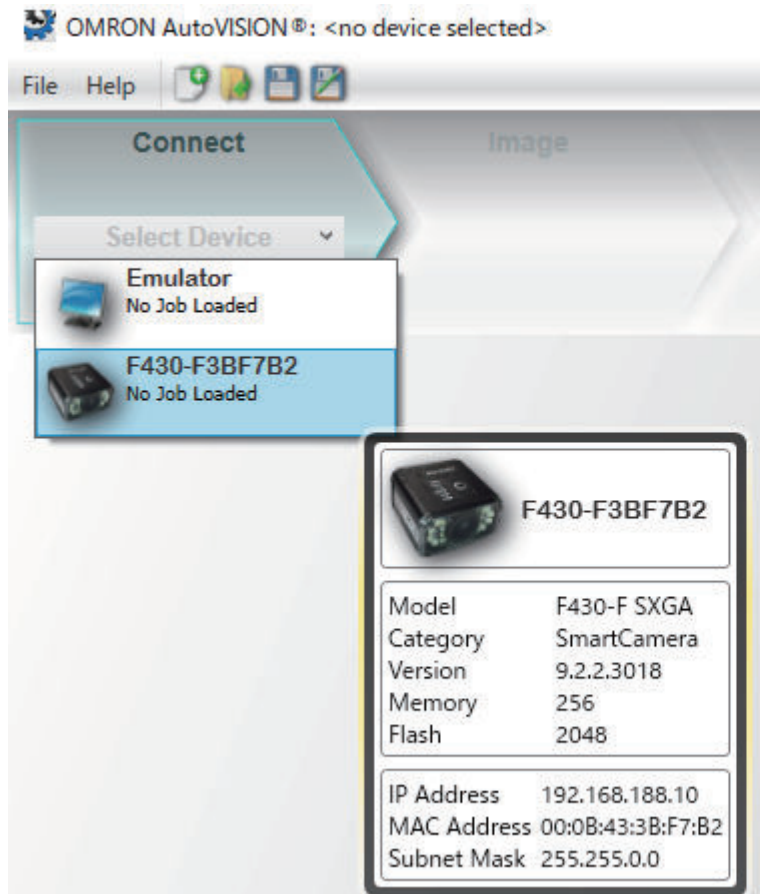 OMRON AutoVISION®: <no device selected>
File Help
Connect
Image
Select Device
Emulator
No Job Loaded
F430-F3BF7B2
No Job Loaded
F430-F3BF7B2
Model F430-F SXGA
Category SmartCamera
Version 9.2.2.3018
Memory 256
Flash 2048
IP Address 192.168.188.10
MAC Address 00:0B:43:3B:F7:B2
Subnet Mask 255.255.0.0